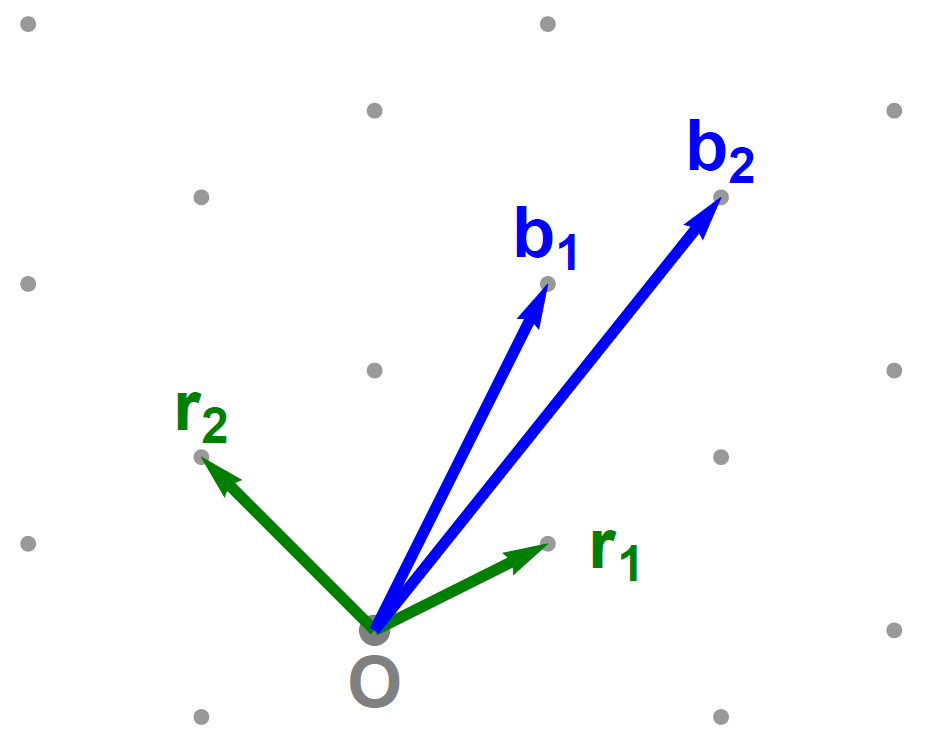 b₂
b₁
r₂
r₁
O